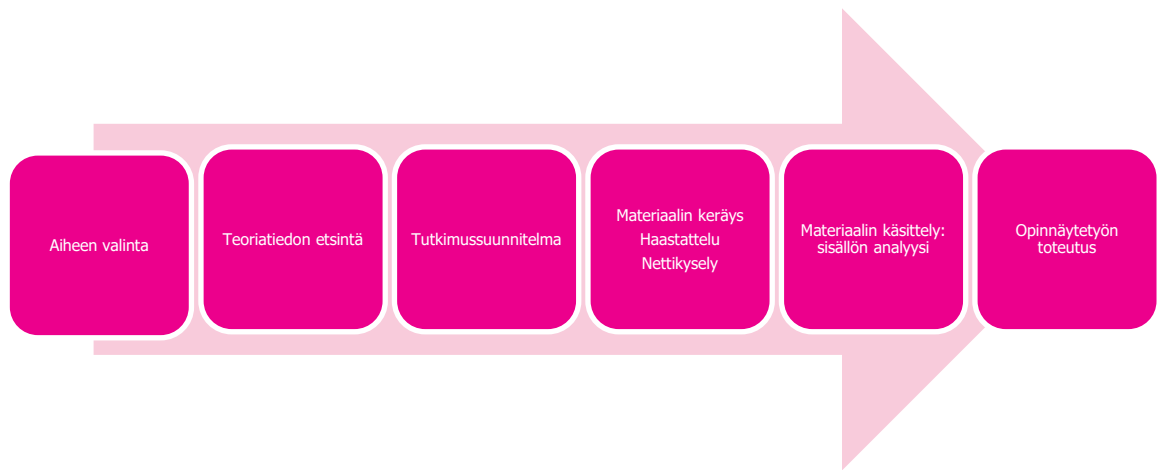 Aiheen valinta
Teoriatiedon etsintä
Tutkimussuunnitelma
Materiaalin keräys
Haastattelu
Nettikysely
Materiaalin käsittely:
sisällön analyysi
Opinnäytetyön
toteutus